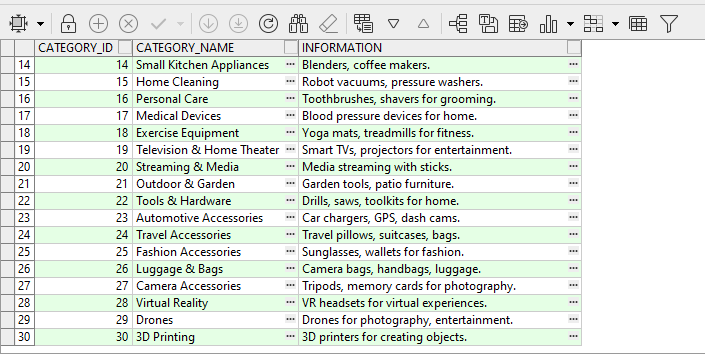 CATEGORY_ID CATEGORY_NAME INFORMATION
14 14 Small Kitchen Appliances ... Blenders, coffee makers. ...
15 15 Home Cleaning ... Robot vacuums, pressure washers. ...
16 16 Personal Care ... Toothbrushes, shavers for grooming. ...
17 17 Medical Devices ... Blood pressure devices for home. ...
18 18 Exercise Equipment ... Yoga mats, treadmills for fitness. ...
19 19 Television & Home Theater ... Smart TVs, projectors for entertainment. ...
20 20 Streaming & Media ... Media streaming with sticks. ...
21 21 Outdoor & Garden ... Garden tools, patio furniture. ...
22 22 Tools & Hardware ... Drills, saws, toolkits for home. ...
23 23 Automotive Accessories ... Car chargers, GPS, dash cams. ...
24 24 Travel Accessories ... Travel pillows, suitcases, bags. ...
25 25 Fashion Accessories ... Sunglasses, wallets for fashion. ...
26 26 Luggage & Bags ... Camera bags, handbags, luggage. ...
27 27 Camera Accessories ... Tripods, memory cards for photography. ...
28 28 Virtual Reality ... VR headsets for virtual experiences. ...
29 29 Drones ... Drones for photography, entertainment. ...
30 30 3D Printing ... 3D printers for creating objects. ...